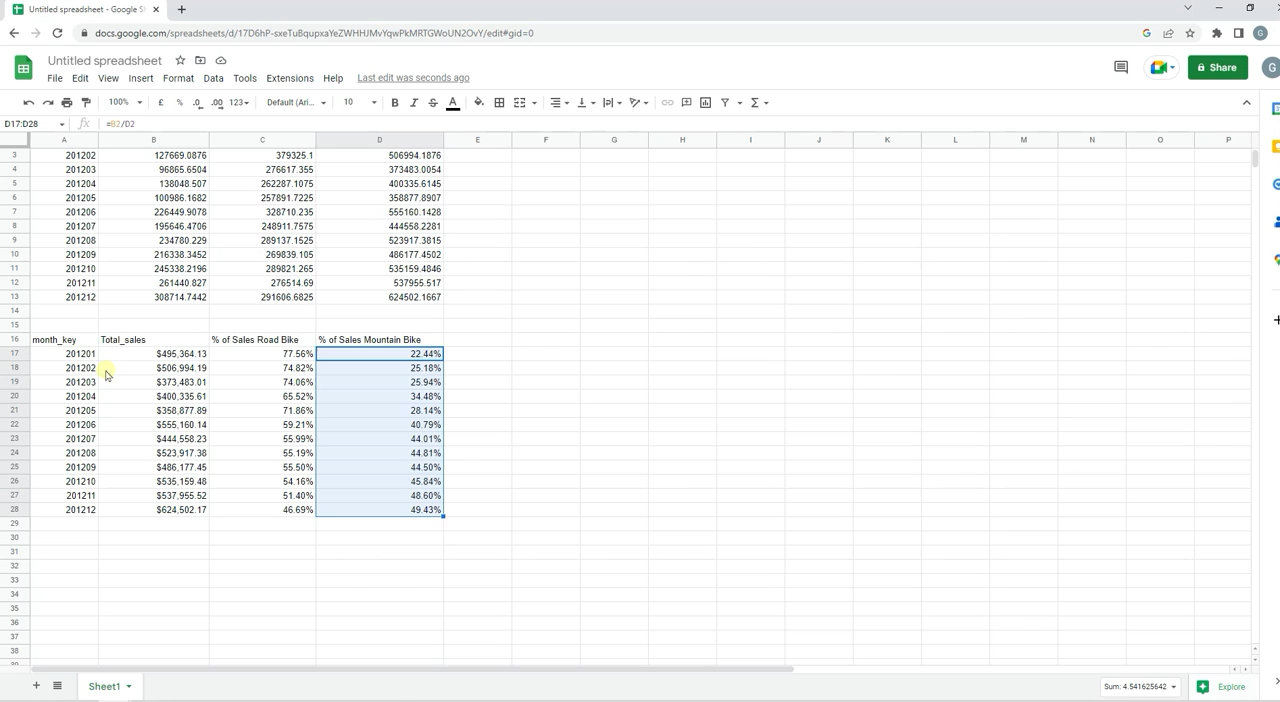 Untitled spreadsheet - Google S
docs.google.com/spreadsheets/d/17D6hP-sxeTuBqupxaYeZWHHJMvYqwPkMRTGWoUN2OvY/edit#gid=0
G
Untitled spreadsheet
File Edit View Insert Format Data Tools Extensions Help Last edit was seconds ago
Share
G
100% £ % .0 .00 123 Default (Ari... 10 B I S A
D17:D28 fx =B2/D2
A B C D E F G H I J K L M N O P
3 201202 127669.0876 379325.1 506994.1876
4 201203 96865.6504 276617.355 373483.0054
5 201204 138048.507 262287.1075 400335.6145
6 201205 100986.1682 257891.7225 358877.8907
7 201206 226449.9078 328710.235 555160.1428
8 201207 195646.4706 248911.7575 444558.2281
9 201208 234780.229 289137.1525 523917.3815
10 201209 216338.3452 269839.105 486177.4502
11 201210 245338.2196 289821.265 535159.4846
12 201211 261440.827 276514.69 537955.517
13 201212 308714.7442 291606.6825 624502.1667
14
15
16 month_key Total_sales % of Sales Road Bike % of Sales Mountain Bike
17 201201 $495,364.13 77.56% 22.44%
18 201202 $506,994.19 74.82% 25.18%
19 201203 $373,483.01 74.06% 25.94%
20 201204 $400,335.61 65.52% 34.48%
21 201205 $358,877.89 71.86% 28.14%
22 201206 $555,160.14 59.21% 40.79%
23 201207 $444,558.23 55.99% 44.01%
24 201208 $523,917.38 55.19% 44.81%
25 201209 $486,177.45 55.50% 44.50%
26 201210 $535,159.48 54.16% 45.84%
27 201211 $537,955.52 51.40% 48.60%
28 201212 $624,502.17 46.69% 49.43%
29
30
31
32
33
34
35
36
37
38
Sheet1 Sum: 4.541625642 Explore